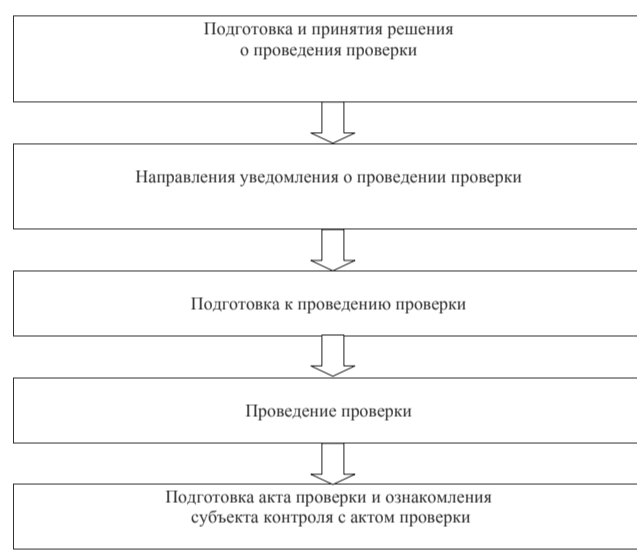 Подготовка и принятия решения
о проведения проверки
Направления уведомления о проведении проверки
Подготовка к проведению проверки
Проведение проверки
Подготовка акта проверки и ознакомления
субъекта контроля с актом проверки